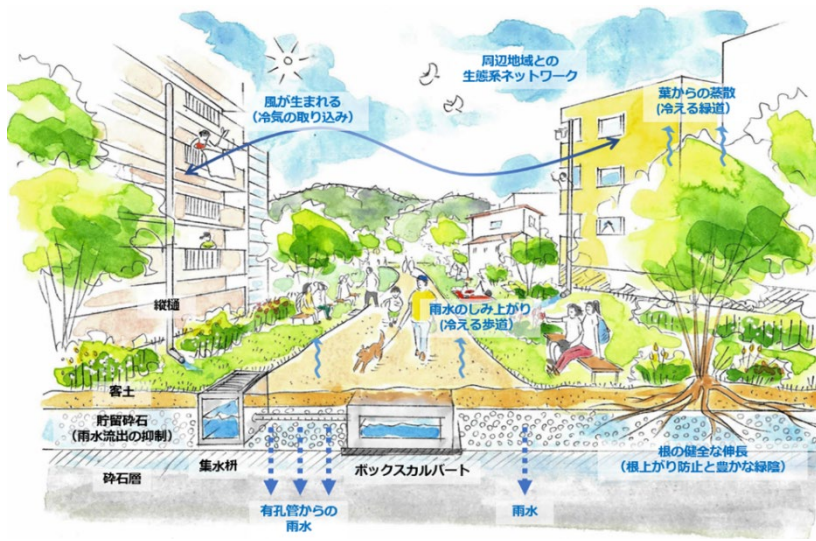 周辺地域との
生態系ネットワーク
風が生まれる
（冷気の取り込み）
葉からの蒸散
(冷える緑道)
縦樋
雨水のしみ上がり
(冷える歩道）
客土
貯留砕石
（雨水流出の抑制）
集水枡
ボックスカルバート
根の健全な伸長
（根上がり防止と豊かな緑陰）
砕石層
有孔管からの
雨水
雨水